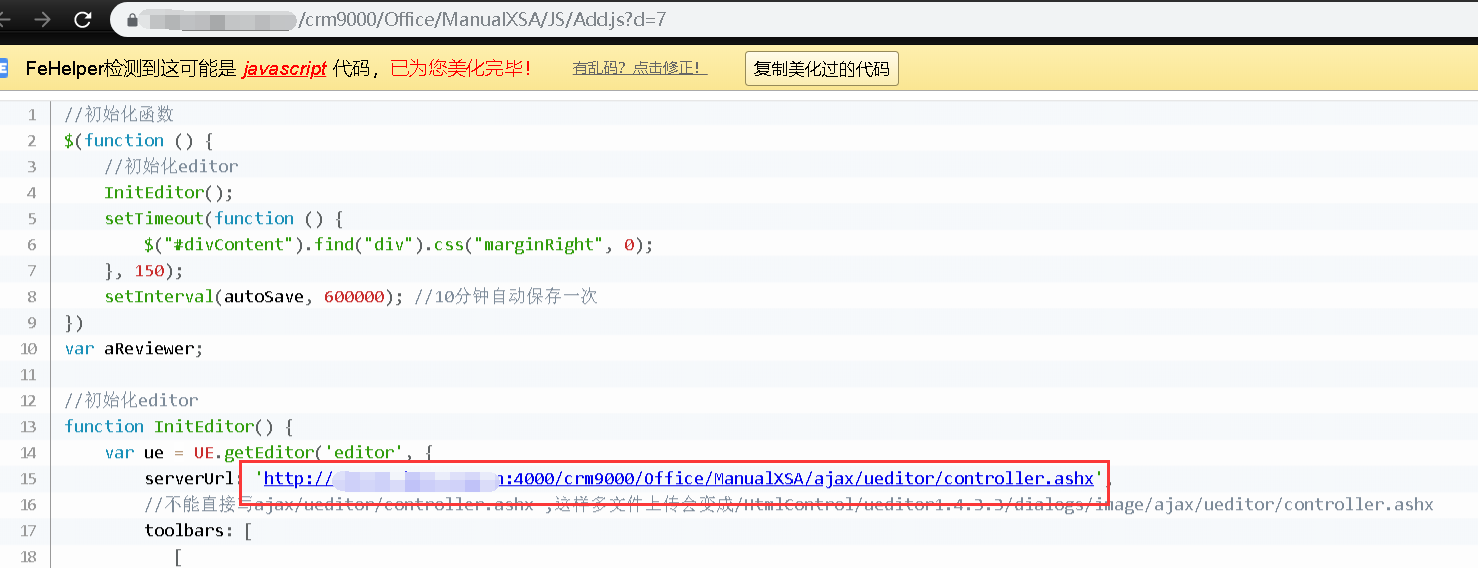 /crm9000/Office/ManualXSA/JS/Add.js?d=7
FeHelper检测到这可能是 javascript 代码，已为您美化完毕！ 有乱码？点击修正！ 复制美化过的代码
1 //初始化函数
2 $(function () {
3 //初始化editor
4 InitEditor();
5 setTimeout(function () {
6 $("#divContent").find("div").css("marginRight", 0);
7 }, 150);
8 setInterval(autoSave, 600000); //10分钟自动保存一次
9 })
10 var aReviewer;
11
12 //初始化editor
13 function InitEditor() {
14 var ue = UE.getEditor('editor', {
15 serverUrl: 'http:// :4000/crm9000/Office/ManualXSA/ajax/ueditor/controller.ashx',
16 //不能直接写ajax/ueditor/controller.ashx ,这样多文件上传会变成/HtmlControl/ueditor1.4.3.3/dialogs/image/ajax/ueditor/controller.ashx
17 toolbars: [
18 [